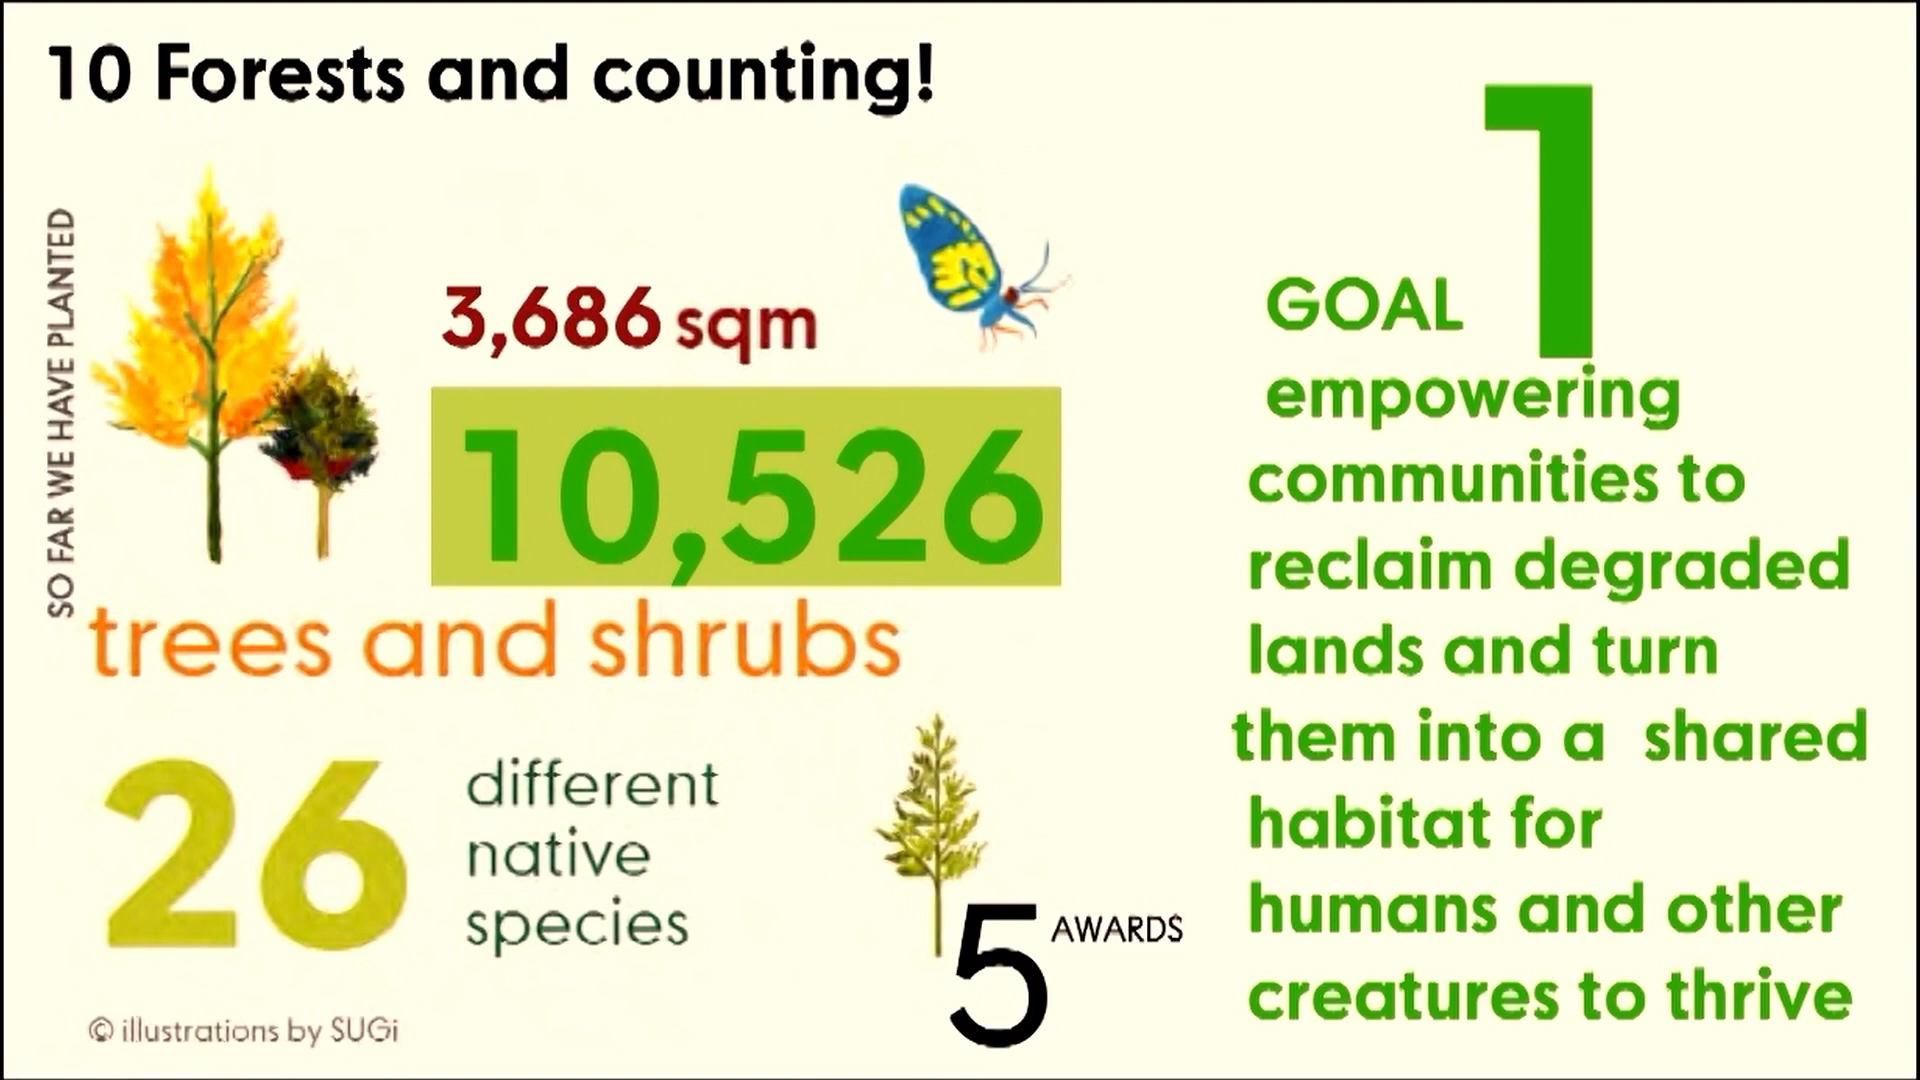 10 Forests and counting!
SO FAR WE HAVE PLANTED
3,686 sqm
10,526
trees and shrubs
26
different
native
species
5 AWARDS
© illustrations by SUGi
1
GOAL
empowering
communities to
reclaim degraded
lands and turn
them into a shared
habitat for
humans and other
creatures to thrive